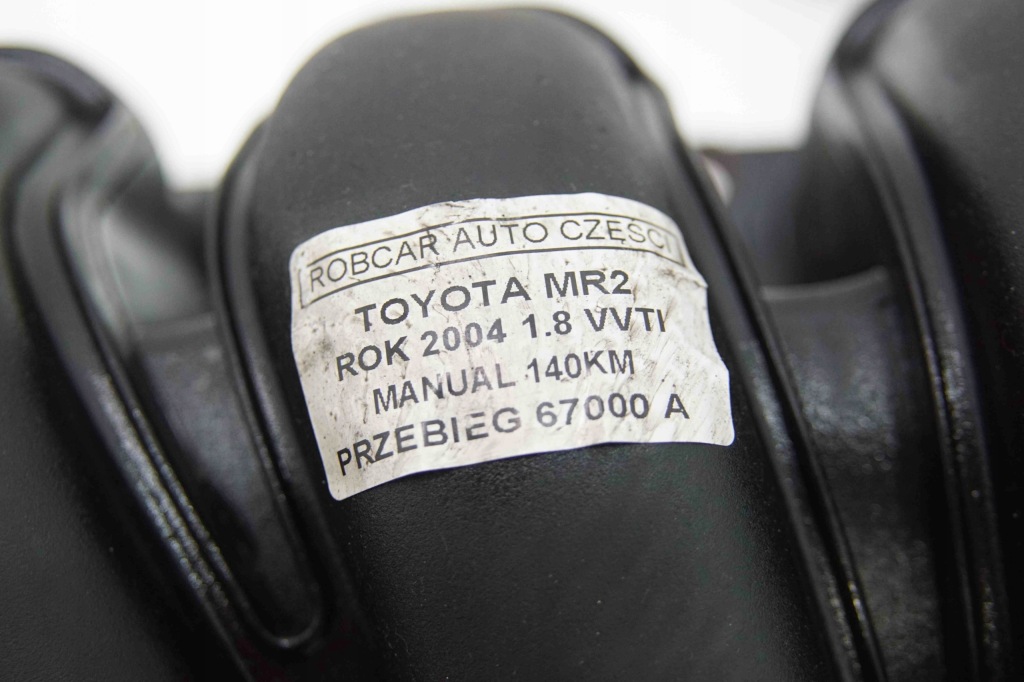 ROBCAR AUTO CZĘŚCI
TOYOTA MR2
ROK 2004 1.8 VVTI
MANUAL 140KM
PRZEBIEG 67000 A